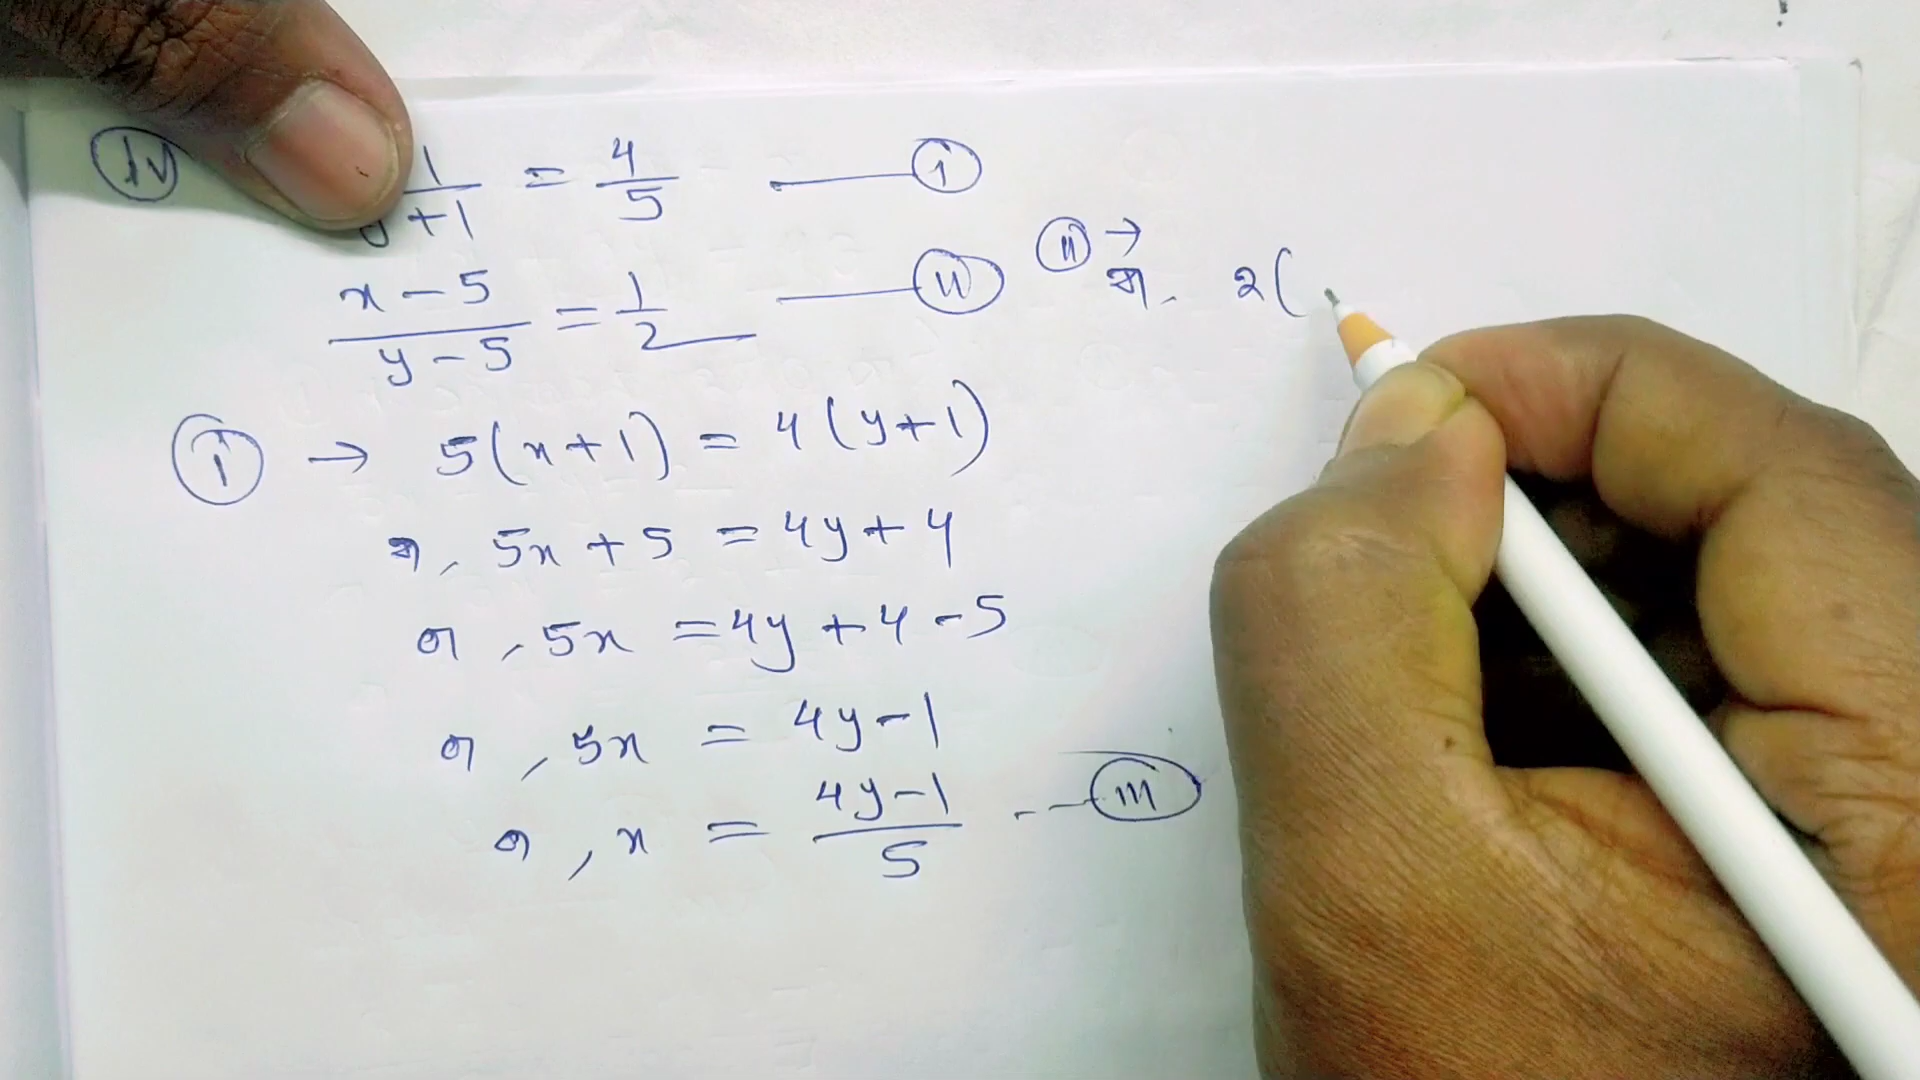 (iv) 1/+1 = 4/5 —— (i)
x-5/y-5 = 1/2 —— (ii)
(i) → 5(x+1) = 4(y+1)
বা, 5x+5 = 4y+4
বা, 5x = 4y+4-5
বা, 5x = 4y-1
বা, x = 4y-1/5 --- (iii)
(ii) →
বা, 2(